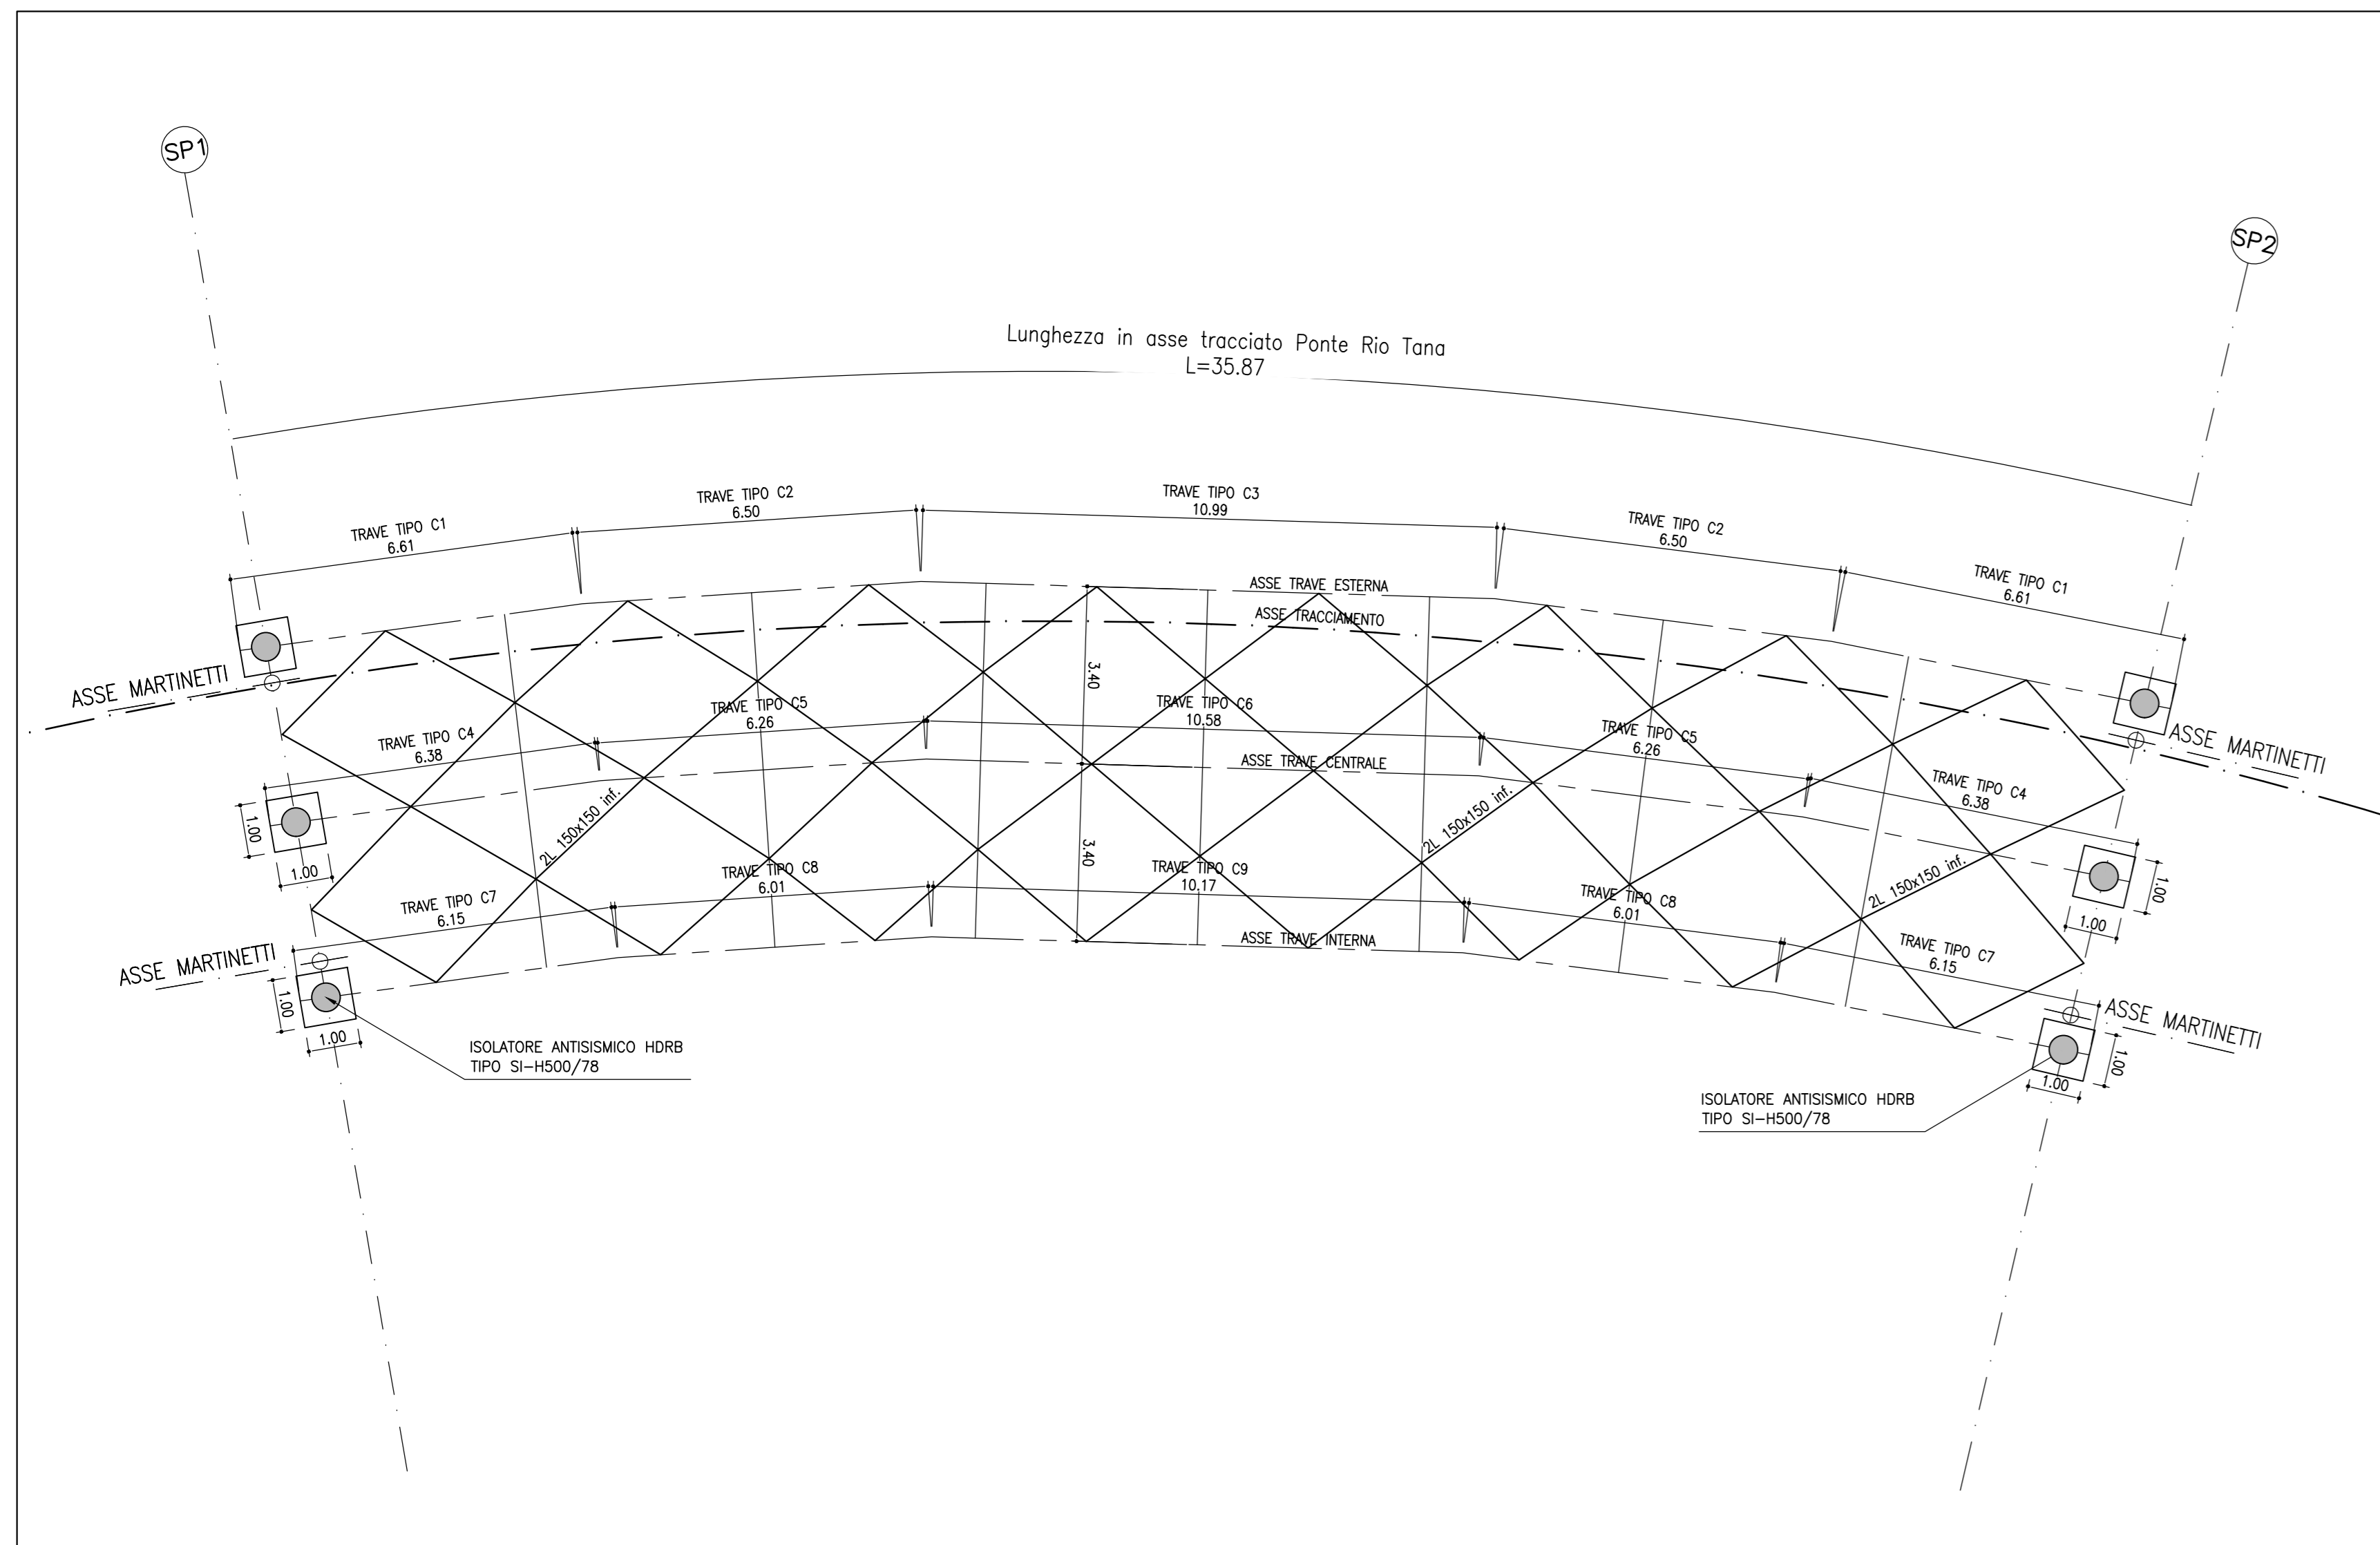 SP1
SP2
Lunghezza in asse tracciato Ponte Rio Tana
L=35.87
TRAVE TIPO C1
6.61
TRAVE TIPO C2
6.50
TRAVE TIPO C3
10.99
TRAVE TIPO C2
6.50
TRAVE TIPO C1
6.61
ASSE TRAVE ESTERNA
ASSE TRACCIAMENTO
ASSE MARTINETTI
ASSE MARTINETTI
3.40
TRAVE TIPO C4
6.38
TRAVE TIPO C5
6.26
TRAVE TIPO C6
10.58
TRAVE TIPO C5
6.26
TRAVE TIPO C4
6.38
ASSE TRAVE CENTRALE
1.00
1.00
2L 150x150 inf.
2L 150x150 inf.
2L 150x150 inf.
3.40
1.00
1.00
TRAVE TIPO C7
6.15
TRAVE TIPO C8
6.01
TRAVE TIPO C9
10.17
TRAVE TIPO C8
6.01
TRAVE TIPO C7
6.15
ASSE TRAVE INTERNA
ASSE MARTINETTI
ASSE MARTINETTI
1.00
1.00
1.00
1.00
ISOLATORE ANTISISMICO HDRB
TIPO SI-H500/78
ISOLATORE ANTISISMICO HDRB
TIPO SI-H500/78